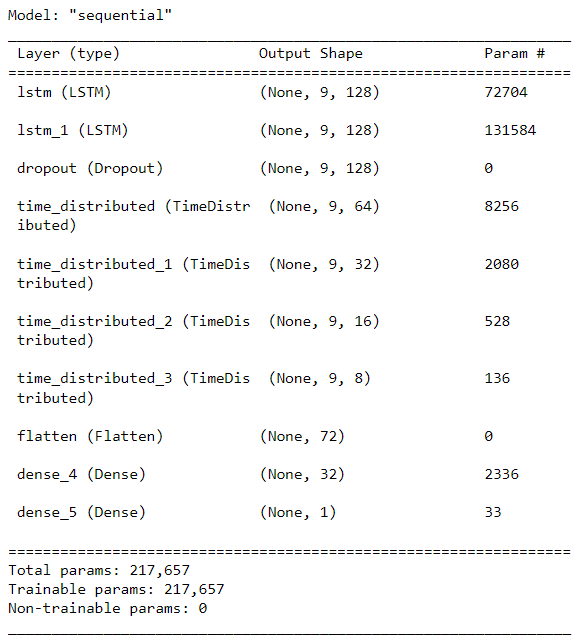 Model: "sequential"
_________________________________________________________________
Layer (type) Output Shape Param #
=================================================================
lstm (LSTM) (None, 9, 128) 72704
lstm_1 (LSTM) (None, 9, 128) 131584
dropout (Dropout) (None, 9, 128) 0
time_distributed (TimeDistr (None, 9, 64) 8256
ibuted)
time_distributed_1 (TimeDis (None, 9, 32) 2080
tributed)
time_distributed_2 (TimeDis (None, 9, 16) 528
tributed)
time_distributed_3 (TimeDis (None, 9, 8) 136
tributed)
flatten (Flatten) (None, 72) 0
dense_4 (Dense) (None, 32) 2336
dense_5 (Dense) (None, 1) 33
=================================================================
Total params: 217,657
Trainable params: 217,657
Non-trainable params: 0
_________________________________________________________________